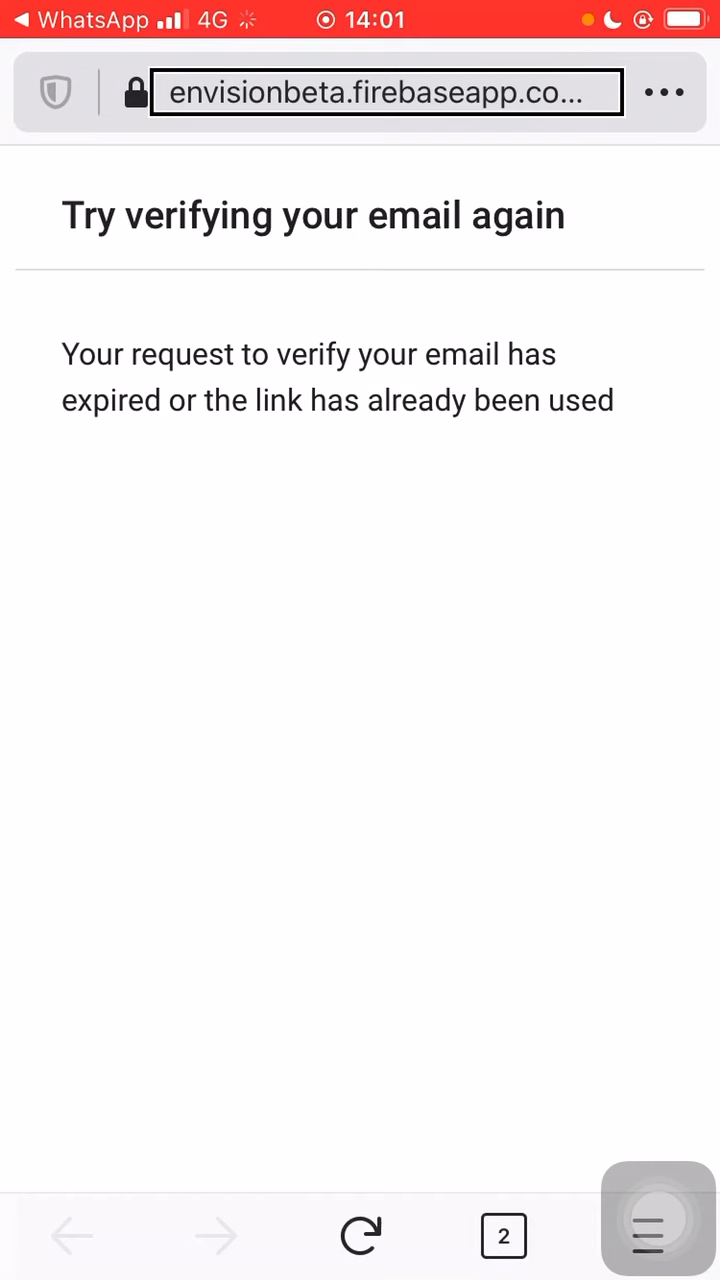 WhatsApp 4G 14:01
envisionbeta.firebaseapp.co...
Try verifying your email again
Your request to verify your email has
expired or the link has already been used
2